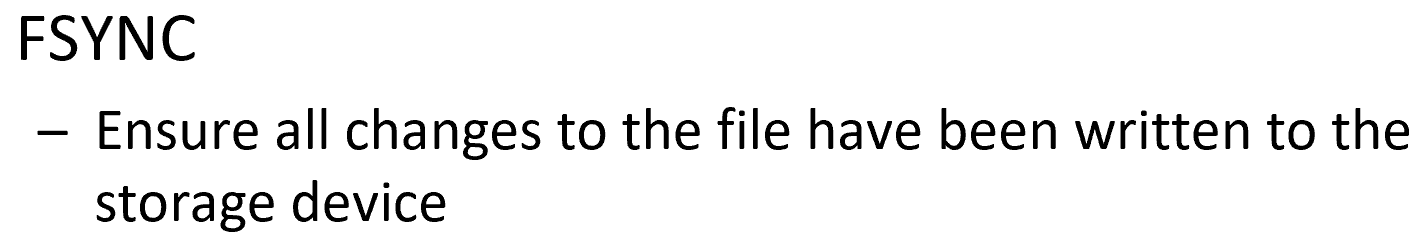 FSYNC
– Ensure all changes to the file have been written to the
storage device